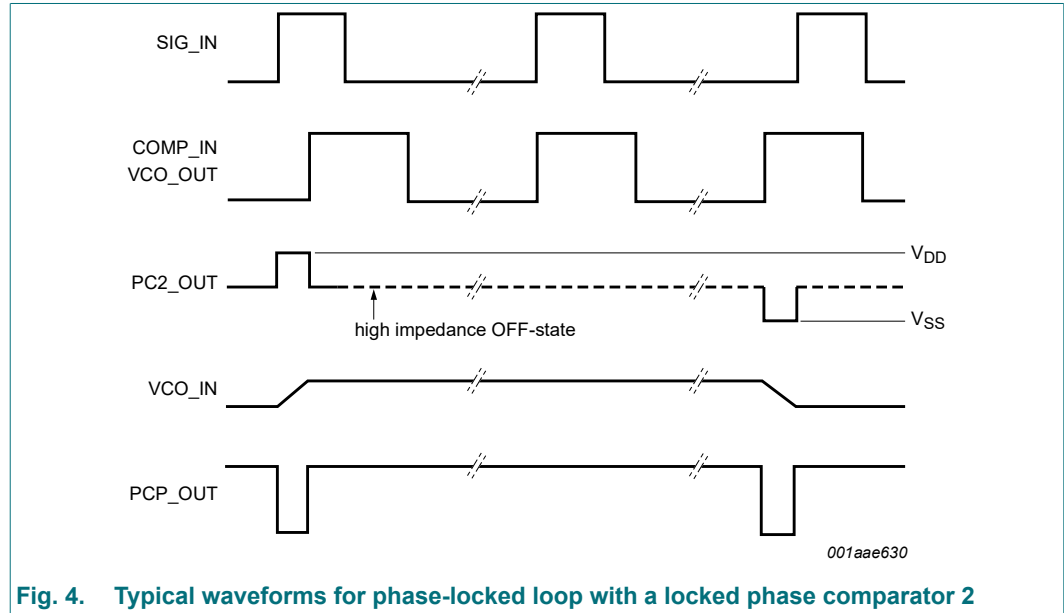 SIG_IN
COMP_IN
VCO_OUT
PC2_OUT
VDD
high impedance OFF-state
VSS
VCO_IN
PCP_OUT
001aae630
Fig. 4. Typical waveforms for phase-locked loop with a locked phase comparator 2